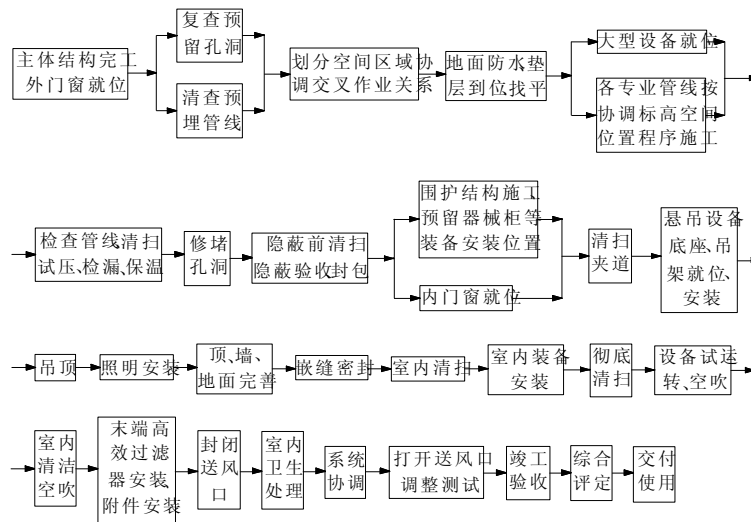 主体结构完工
外门窗就位
复查预
留孔洞
清查预
埋管线
划分空间区域协
调交叉作业关系
地面防水垫
层到位找平
大型设备就位
各专业管线按
协调标高空间
位置程序施工
检查管线清扫
试压、检漏、保温
修堵
孔洞
隐蔽前清扫
隐蔽验收封包
围护结构施工
预留器械柜等
装备安装位置
内门窗就位
清扫
夹道
悬吊设备
底座、吊
架就位、
安装
吊顶
照明安装
顶、墙、
地面完善
嵌缝密封
室内清扫
室内装备
安装
彻底
清扫
设备试运
转、空吹
室内
清洁
空吹
末端高
效过滤
器安装
附件安装
封闭
送风
口
室内
卫生
处理
系统
协调
打开送风口
调整测试
竣工
验收
综合
评定
交付
使用